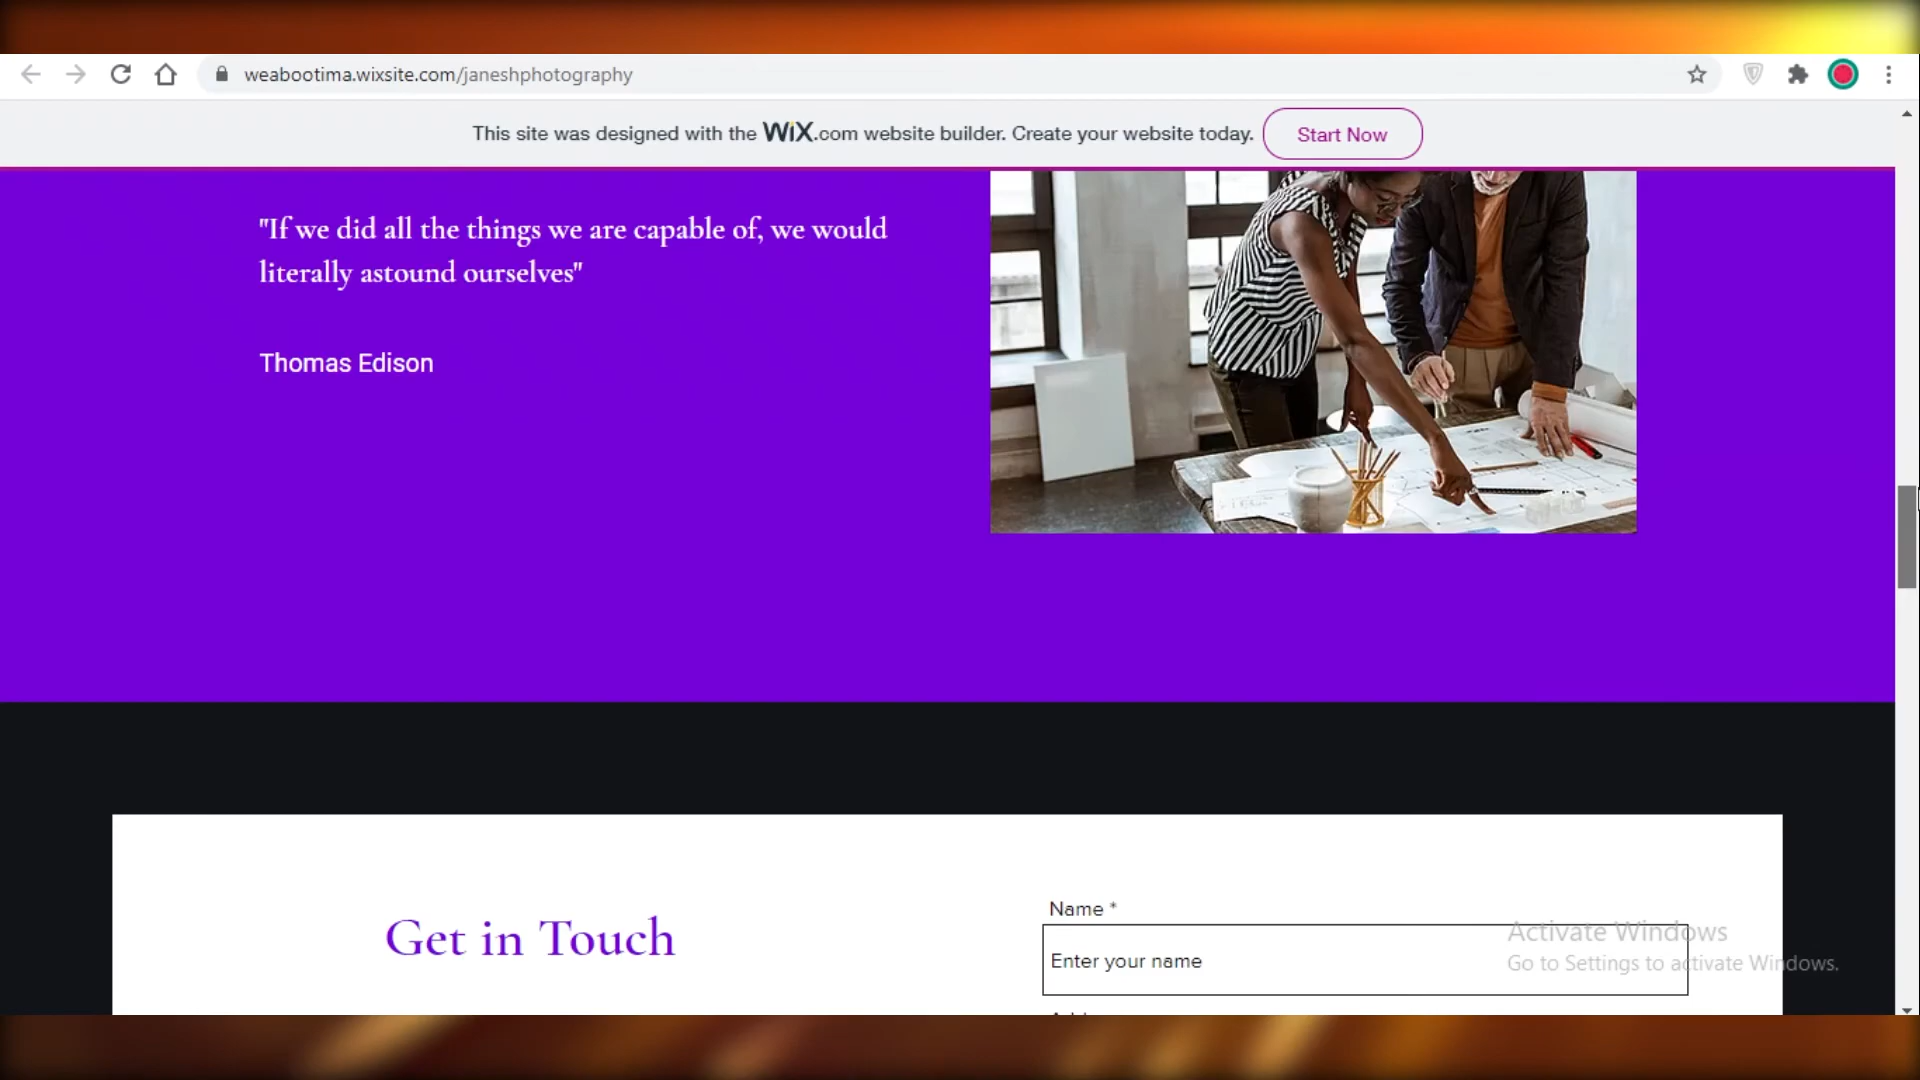 weabootima.wixsite.com/janeshphotography
This site was designed with the WiX.com website builder. Create your website today.
Start Now
"If we did all the things we are capable of, we would
literally astound ourselves"
Thomas Edison
Get in Touch
Name *
Enter your name
Activate Windows
Go to Settings to activate Windows.